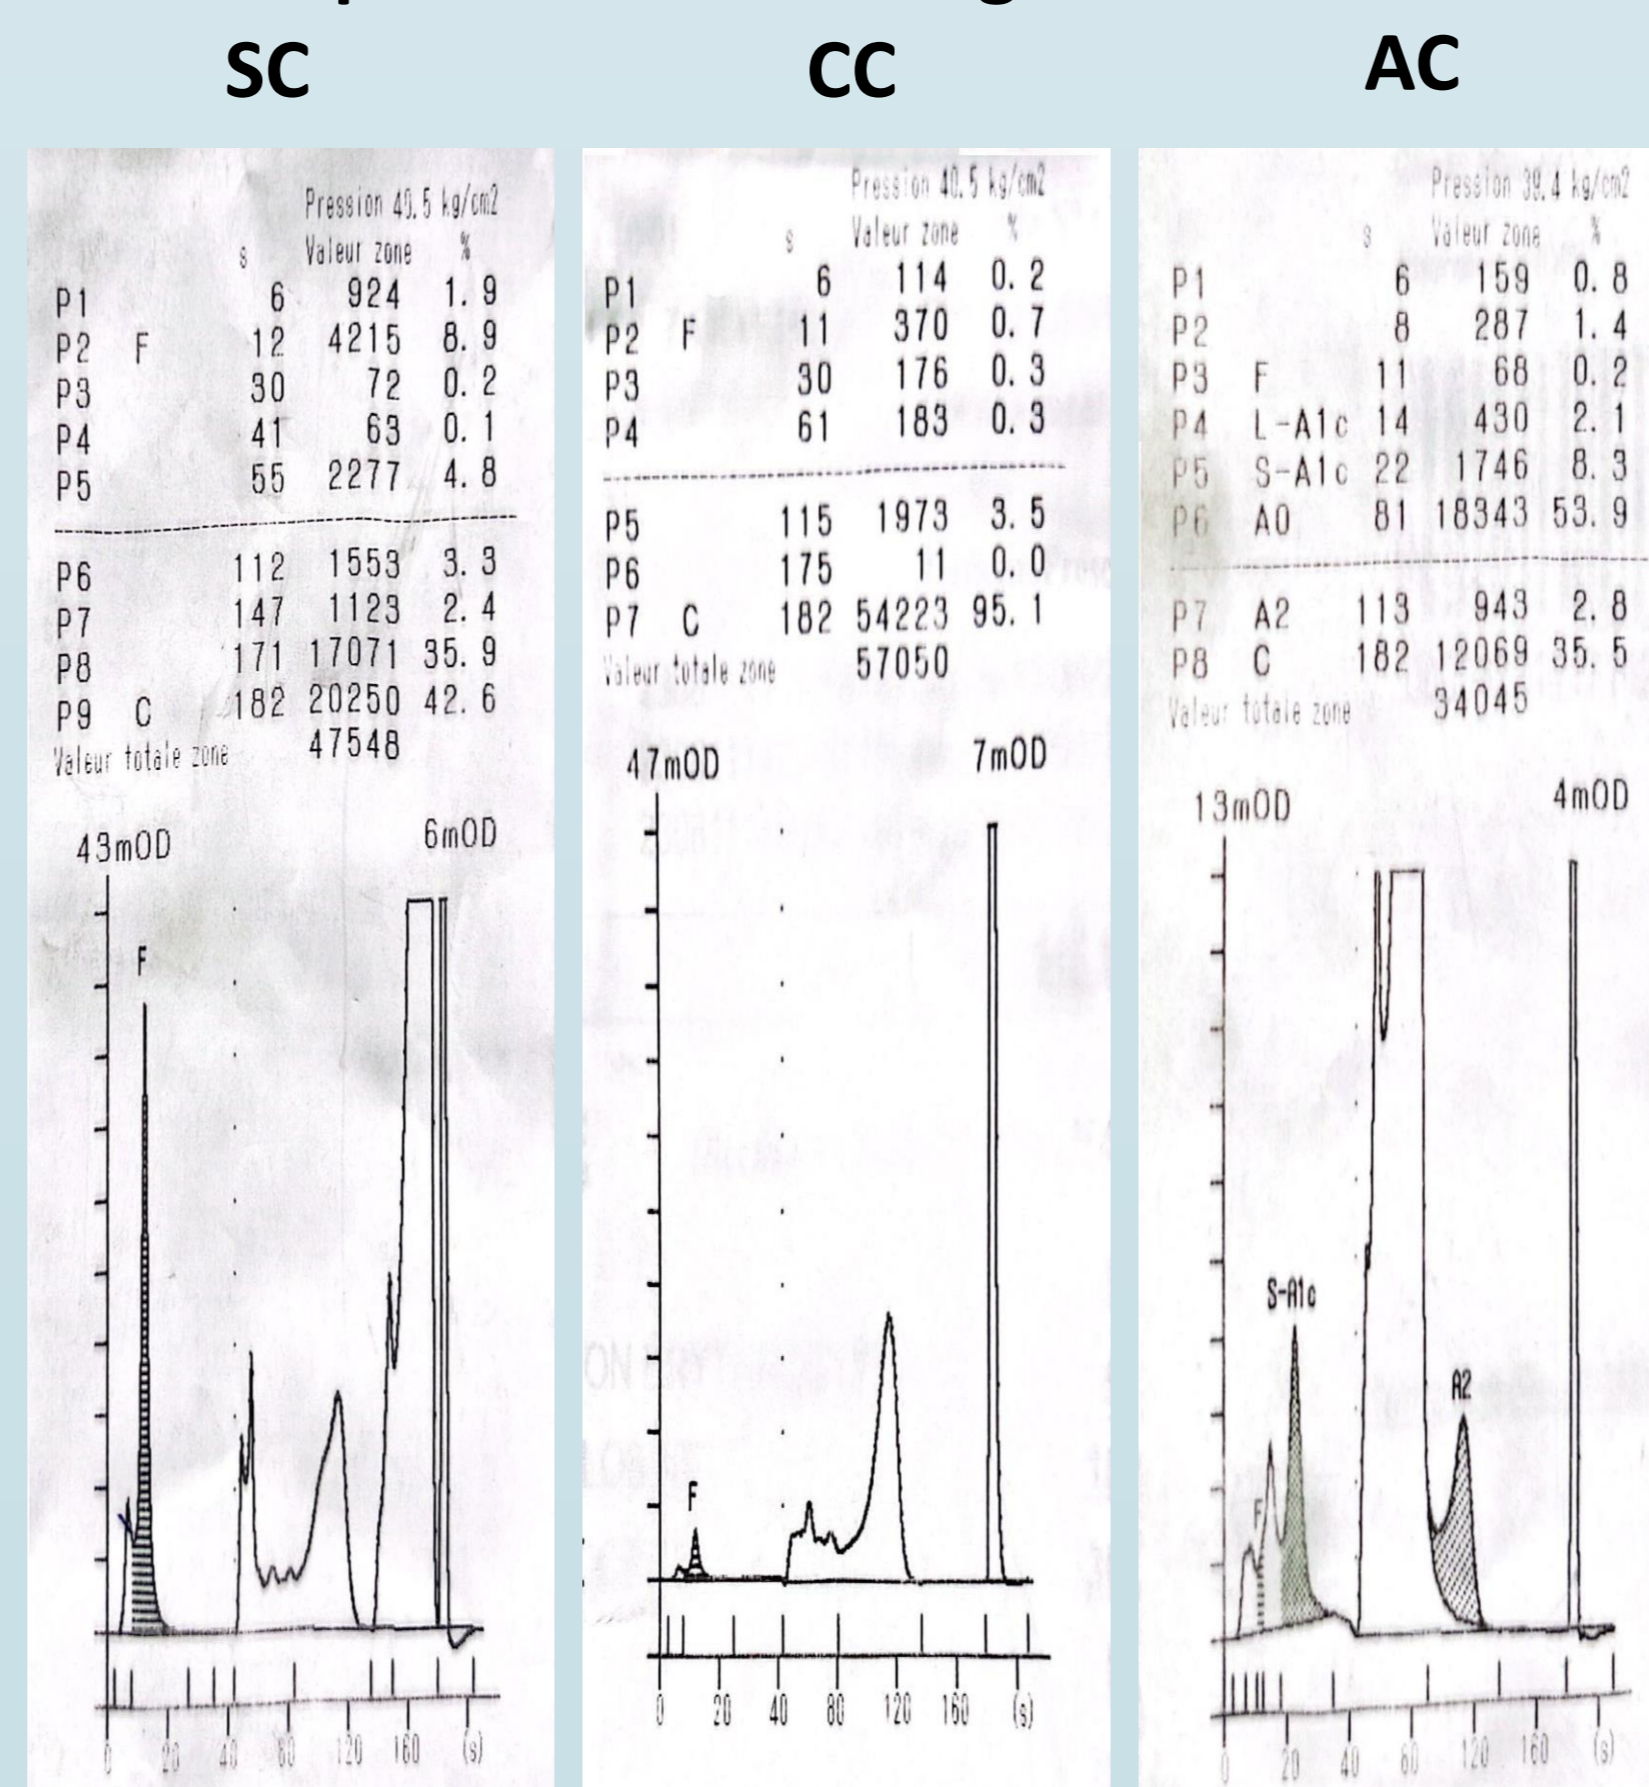 SC
Pression 40.5 kg/cm2
s Valeur zone %
P1 6 924 1.9
P2 F 12 4215 8.9
P3 30 72 0.2
P4 41 63 0.1
P5 55 2277 4.8
P6 112 1553 3.3
P7 147 1123 2.4
P8 171 17071 35.9
P9 C 182 20250 42.6
Valeur totale zone 47548
43mOD 6mOD
F
0 20 40 80 120 160 (s)
CC
Pression 40.5 kg/cm2
s Valeur zone %
P1 6 114 0.2
P2 F 11 370 0.7
P3 30 176 0.3
P4 61 183 0.3
P5 115 1973 3.5
P6 175 11 0.0
P7 C 182 54223 95.1
Valeur totale zone 57050
47mOD 7mOD
F
0 20 40 80 120 160 (s)
AC
Pression 39.4 kg/cm2
s Valeur zone %
P1 6 159 0.8
P2 8 287 1.4
P3 F 11 68 0.2
P4 L-A1c 14 430 2.1
P5 S-A1c 22 1746 8.3
P6 A0 81 18343 53.9
P7 A2 113 943 2.8
P8 C 182 12069 35.5
Valeur totale zone 34045
13mOD 4mOD
S-A1c
A2
F
0 20 40 60 120 160 (s)